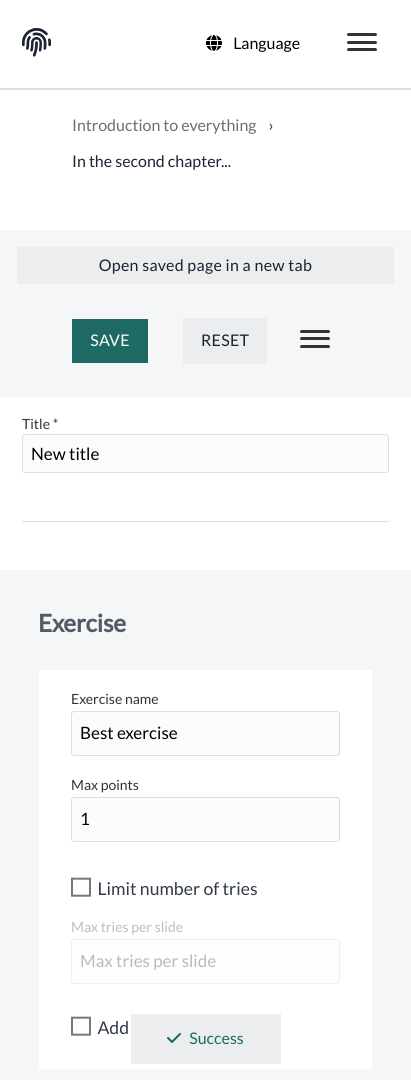 Language
Introduction to everything ›
In the second chapter...
Open saved page in a new tab
SAVE RESET
Title *
New title
Exercise
Exercise name
Best exercise
Max points
1
Limit number of tries
Max tries per slide
Max tries per slide
Add
Success